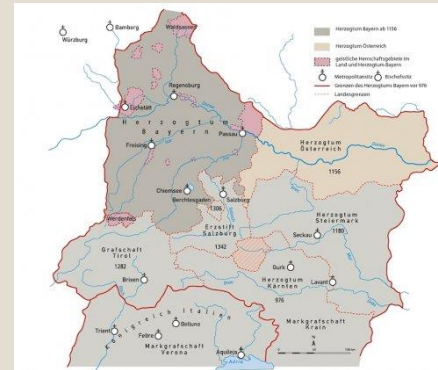 Würzburg
Bamberg
Waldsassen
Herzogtum Bayern ab 1156
Herzogtum Österreich
geistliche Herrschaftsgebiete im
Land und Herzogtum Bayern
Metropolitansitz
Bischofssitz
Grenzen des Herzogtums Bayern vor 976
Landesgrenzen
Regensburg
Eichstätt
Herzogtum
Bayern
Passau
Freising
Herzogtum
Österreich
1156
Chiemsee
Berchtesgaden
Salzburg
1306
Erzstift
Salzburg
1342
Herzogtum
Steiermark
1180
Seckau
Werdenfels
Grafschaft
Tirol
1282
Brixen
Gurk
Herzogtum
Kärnten
976
Lavant
Markgrafschaft
Krain
Königreich Italien
Trient
Belluno
Feltre
Markgrafschaft
Verona
Aquileja
Adria
N